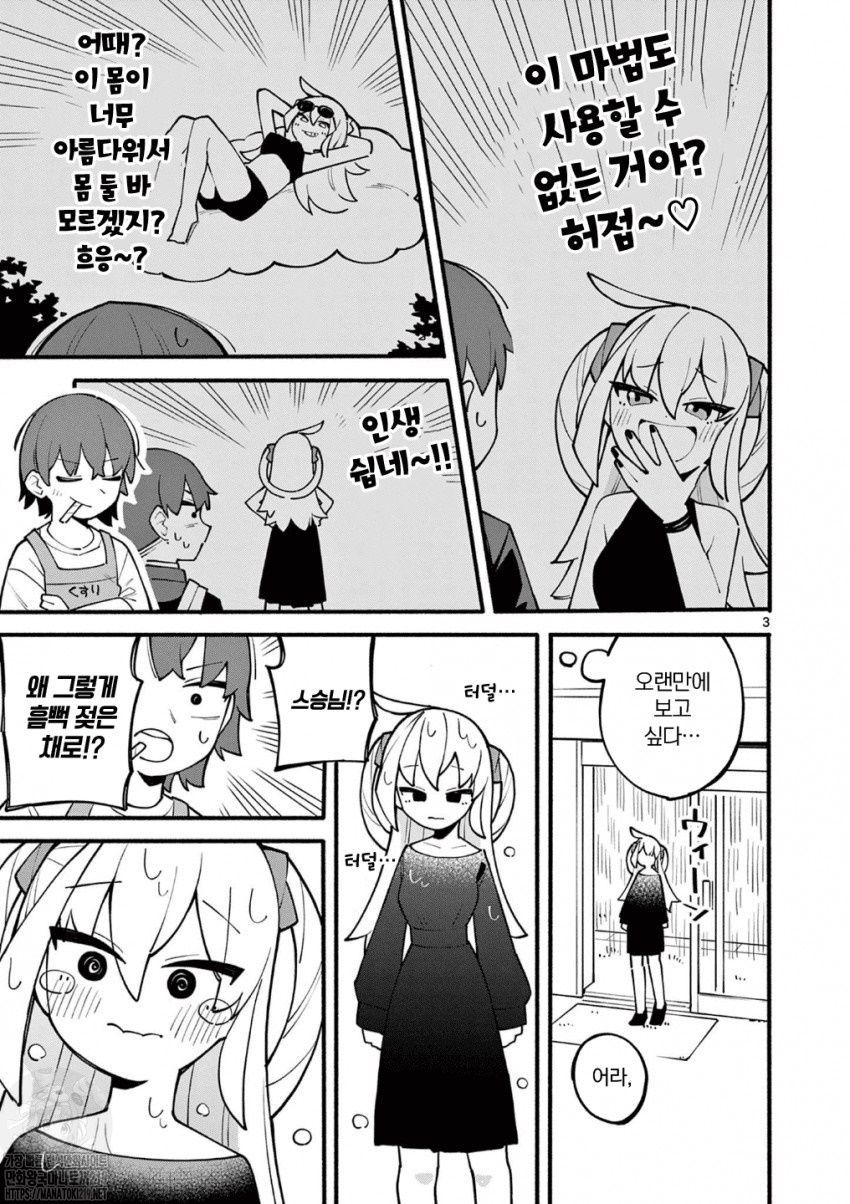 이 마법도
사용할 수
없는 거야?
허접~♡
어때?
이 몸이
너무
아름다워서
몸 둘 바
모르겠지?
흐응~?
인생
쉽네~!!
くすり
3
오랜만에
보고
싶다…
ウィーン
어라,
터덜…
터덜…
스승님!?
왜 그렇게
흠뻑 젖은
채로!?
HTTPS://MANATOKI210.NET